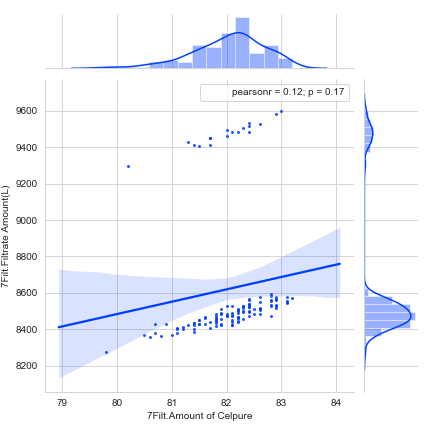 pearsonr = 0.12; p = 0.17
9600
9400
9200
9000
8800
8600
8400
8200
7Filt.Filtrate Amount(L)
79 80 81 82 83 84
7Filt.Amount of Celpure